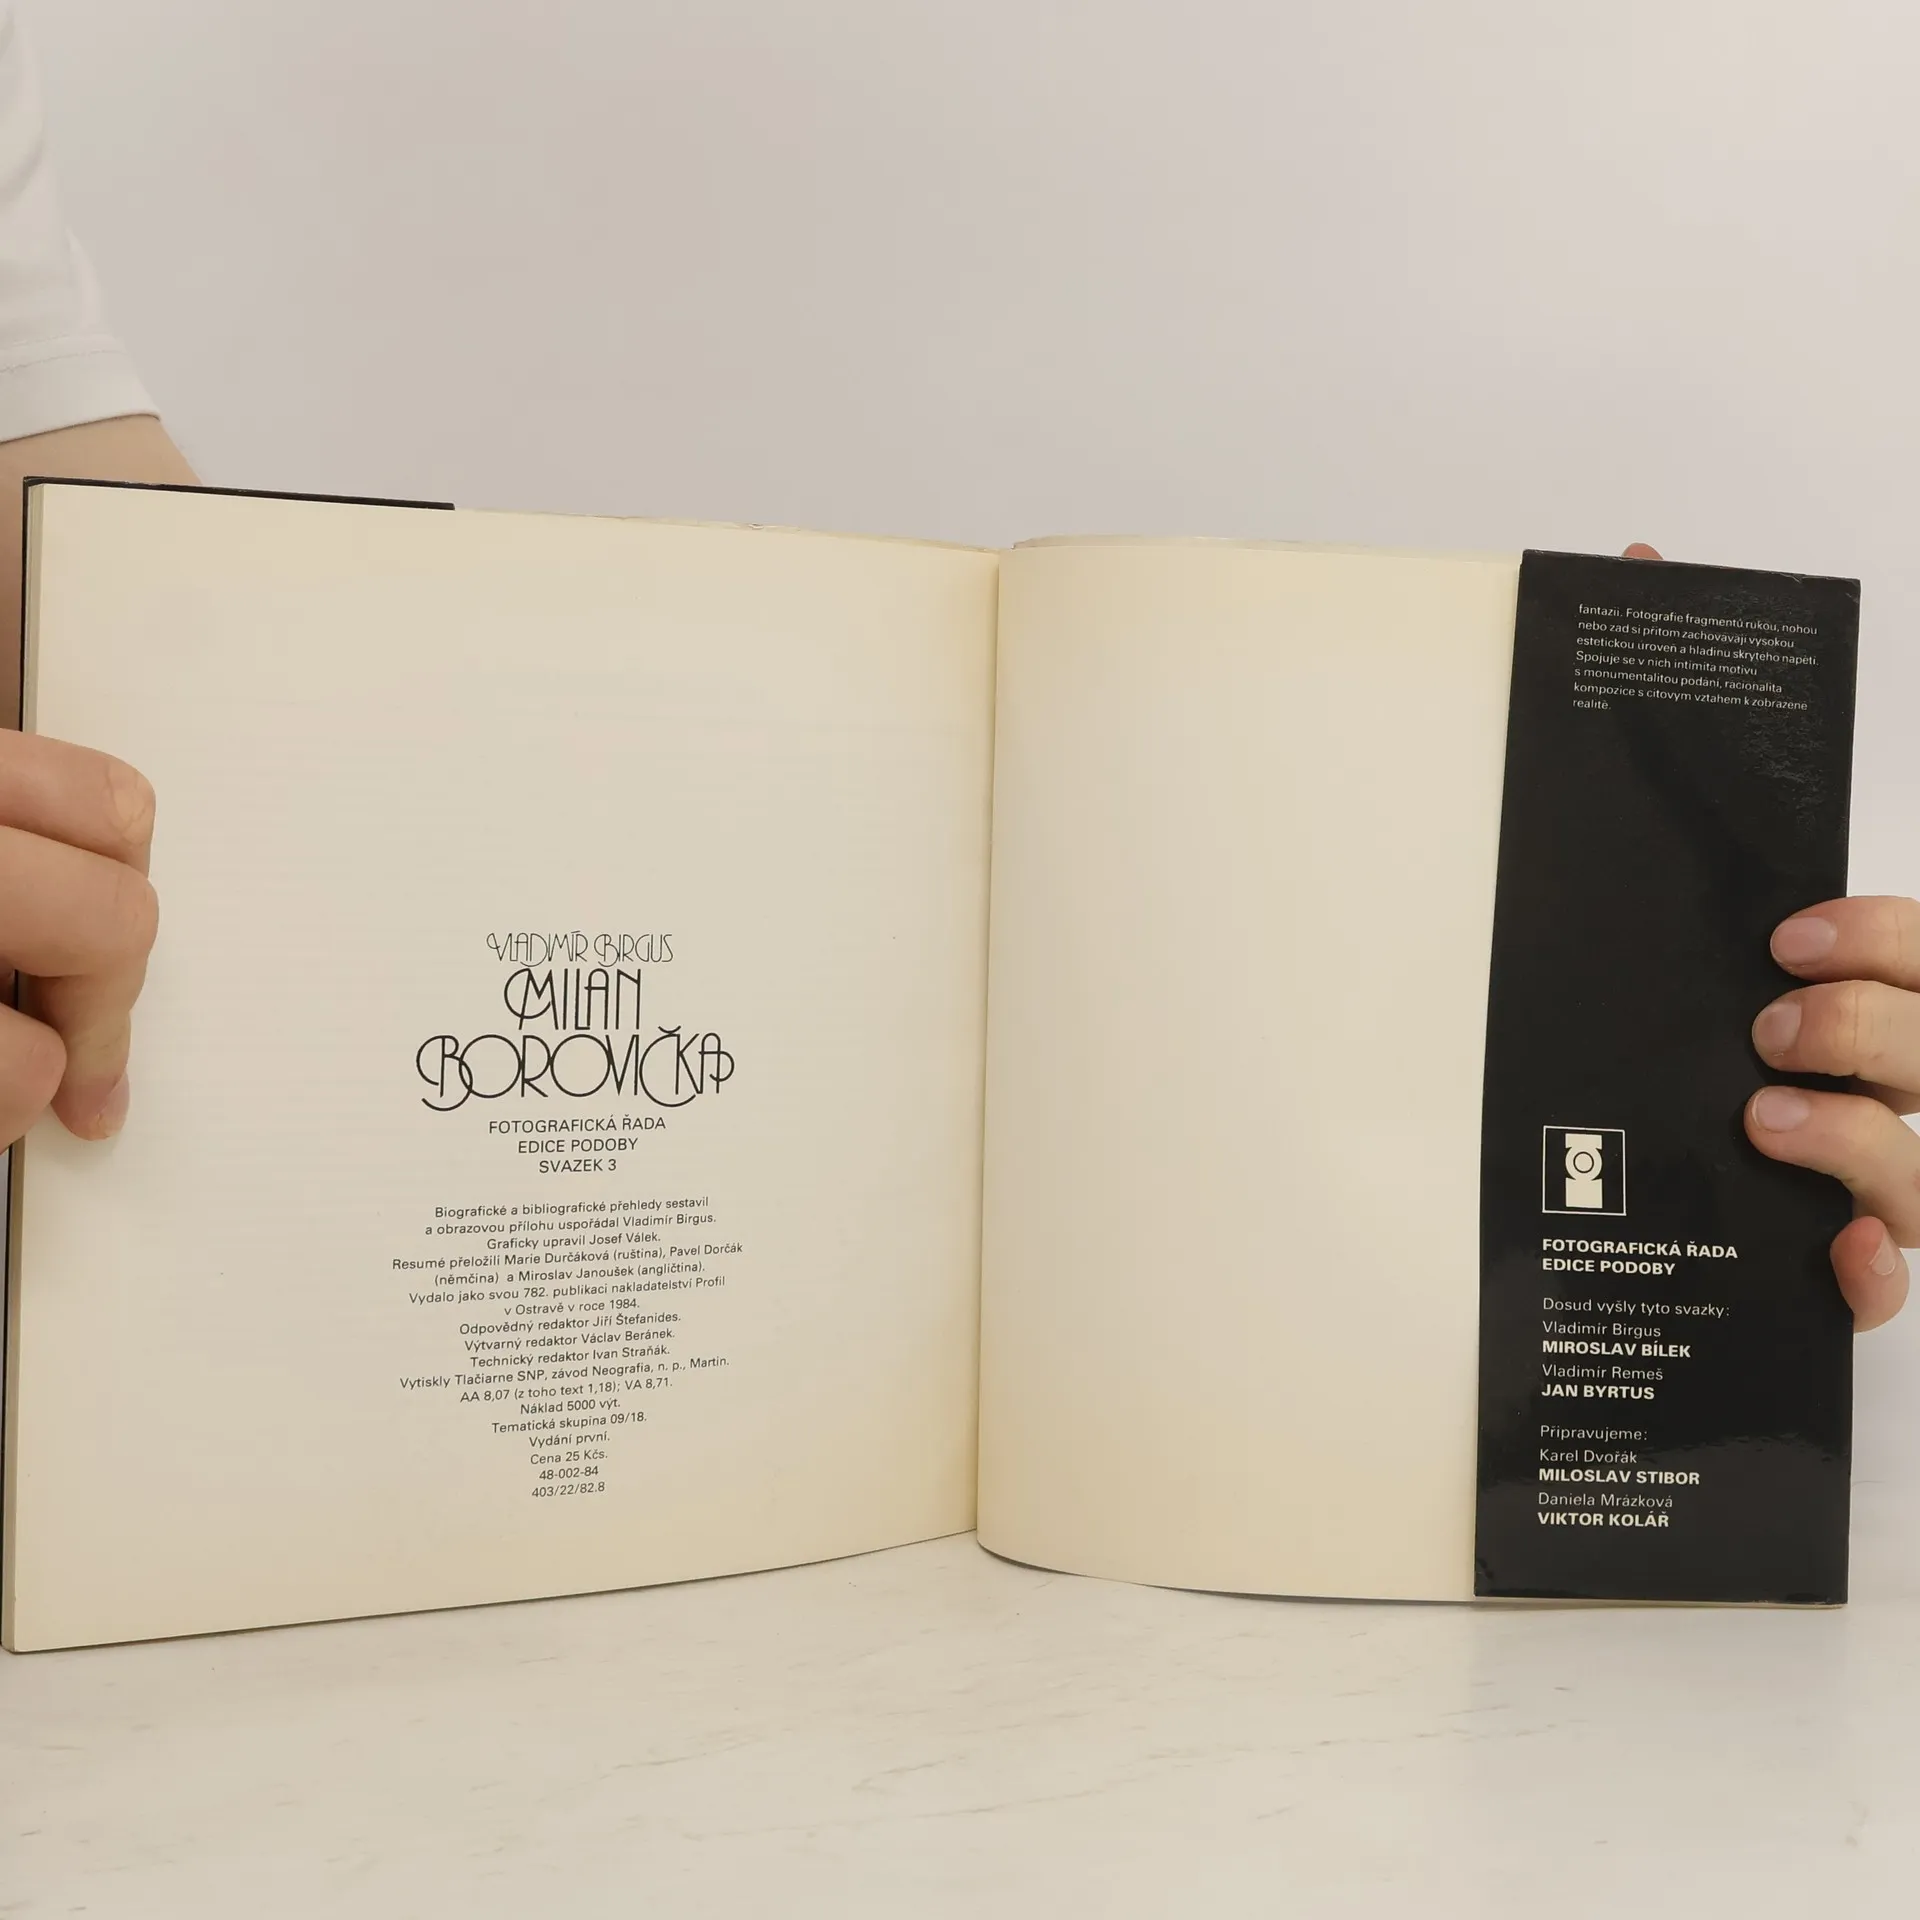 VLADIMÍR BIRGUS
MILAN
BOROVIČKA
FOTOGRAFICKÁ ŘADA
EDICE PODOBY
SVAZEK 3
Biografické a bibliografické přehledy sestavil
a obrazovou přílohu uspořádal Vladimír Birgus.
Graficky upravil Josef Válek.
Resumé přeložili Marie Durčáková (ruština), Pavel Dorčák
(němčina) a Miroslav Janoušek (angličtina).
Vydalo jako svou 782. publikaci nakladatelství Profil
v Ostravě v roce 1984.
Odpovědný redaktor Jiří Štefanides.
Výtvarný redaktor Václav Beránek.
Technický redaktor Ivan Straňák.
Vytiskly Tlačiarne SNP, závod Neografia, n. p., Martin.
AA 8,07 (z toho text 1,18); VA 8,71.
Náklad 5000 výt.
Tematická skupina 09/18.
Vydání první.
Cena 25 Kčs.
48-002-84
403/22/82.8
fantazii. Fotografie fragmentů rukou, nohou
nebo zad si přitom zachovávají vysokou
estetickou úroveň a hladinu skrytého napětí.
Spojuje se v nich intimita motivu
s monumentalitou podání, racionalita
kompozice s citovým vztahem k zobrazené
realitě.
FOTOGRAFICKÁ ŘADA
EDICE PODOBY
Dosud vyšly tyto svazky:
Vladimír Birgus
MIROSLAV BÍLEK
Vladimír Remeš
JAN BYRTUS
Připravujeme:
Karel Dvořák
MILOSLAV STIBOR
Daniela Mrázková
VIKTOR KOLÁŘ